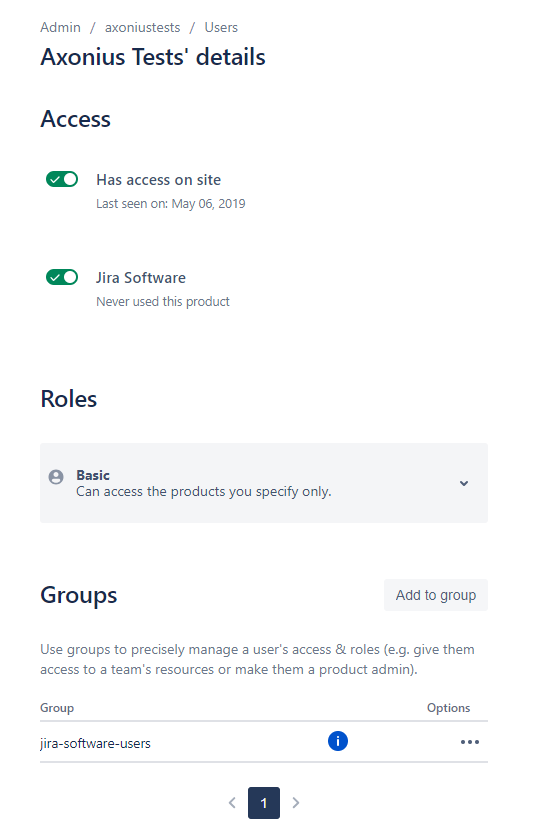 Admin / axoniustests / Users
Axonius Tests' details
Access
Has access on site
Last seen on: May 06, 2019
Jira Software
Never used this product
Roles
Basic
Can access the products you specify only.
Groups
Add to group
Use groups to precisely manage a user's access & roles (e.g. give them
access to a team's resources or make them a product admin).
Group Options
jira-software-users
1